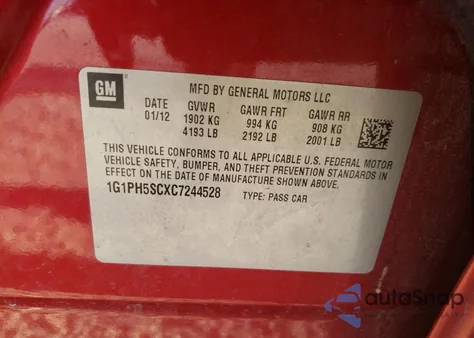 GM
MFD BY GENERAL MOTORS LLC
DATE GVWR GAWR FRT GAWR RR
01/12 1902 KG 994 KG 908 KG
4193 LB 2192 LB 2001 LB
THIS VEHICLE CONFORMS TO ALL APPLICABLE U.S. FEDERAL MOTOR
VEHICLE SAFETY, BUMPER, AND THEFT PREVENTION STANDARDS IN
EFFECT ON THE DATE OF MANUFACTURE SHOWN ABOVE.
1G1PH5SCXC7244528 TYPE: PASS CAR
autoSnap